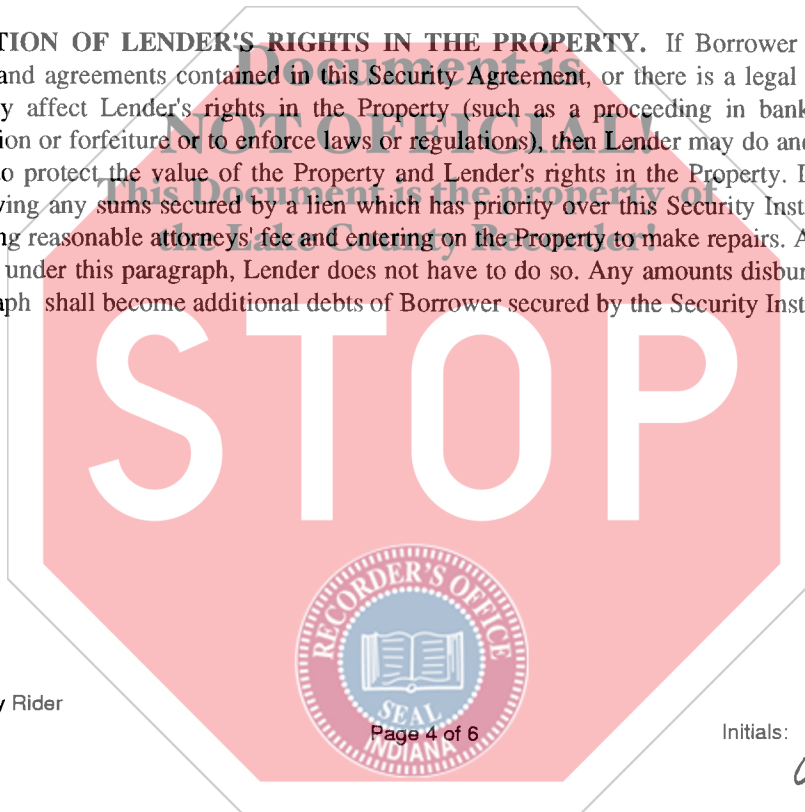 TION OF LENDER'S RIGHTS IN THE PROPERTY. If Borrower
Document is
and agreements contained in this Security Agreement, or there is a legal
y affect Lender's rights in the Property (such as a proceeding in bank
NOT OFFICIAL!
ion or forfeiture or to enforce laws or regulations), then Lender may do and
to protect the value of the Property and Lender's rights in the Property.
This Document is the property of
ying any sums secured by a lien which has priority over this Security Inst
the Lake County Recorder!
ng reasonable attorneys' fee and entering on the Property to make repairs. A
under this paragraph, Lender does not have to do so. Any amounts disbur
aph shall become additional debts of Borrower secured by the Security Inst
STOP
RECORDER'S OFFICE
SEAL
INDIANA
y Rider
Page 4 of 6
Initials: